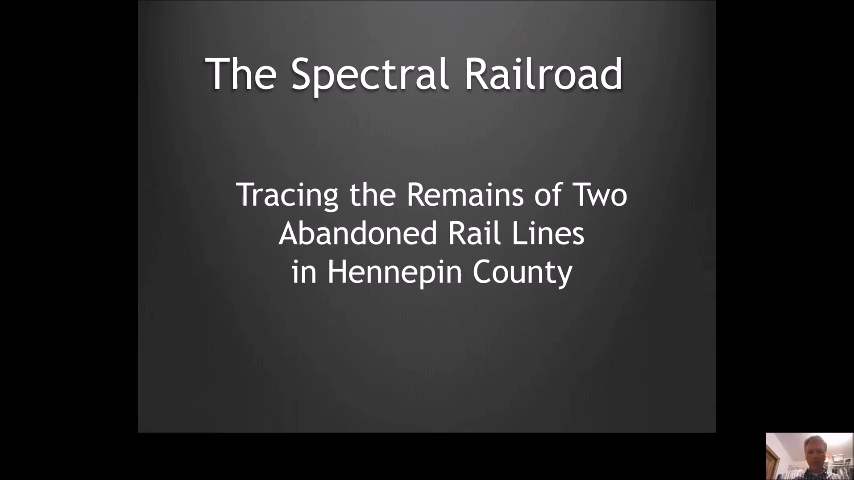 The Spectral Railroad
Tracing the Remains of Two
Abandoned Rail Lines
in Hennepin County